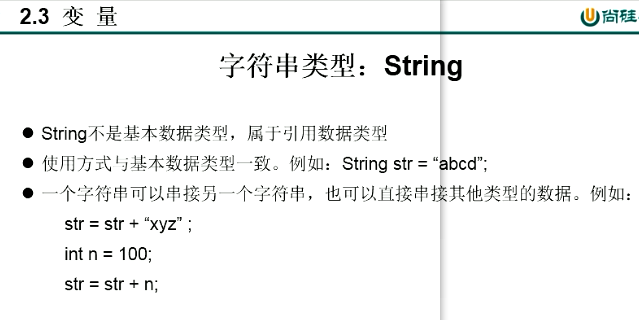 2.3 变 量
尚硅
字符串类型：String
● String不是基本数据类型，属于引用数据类型
● 使用方式与基本数据类型一致。例如：String str = “abcd”;
● 一个字符串可以串接另一个字符串，也可以直接串接其他类型的数据。例如：
str = str + “xyz” ;
int n = 100;
str = str + n;